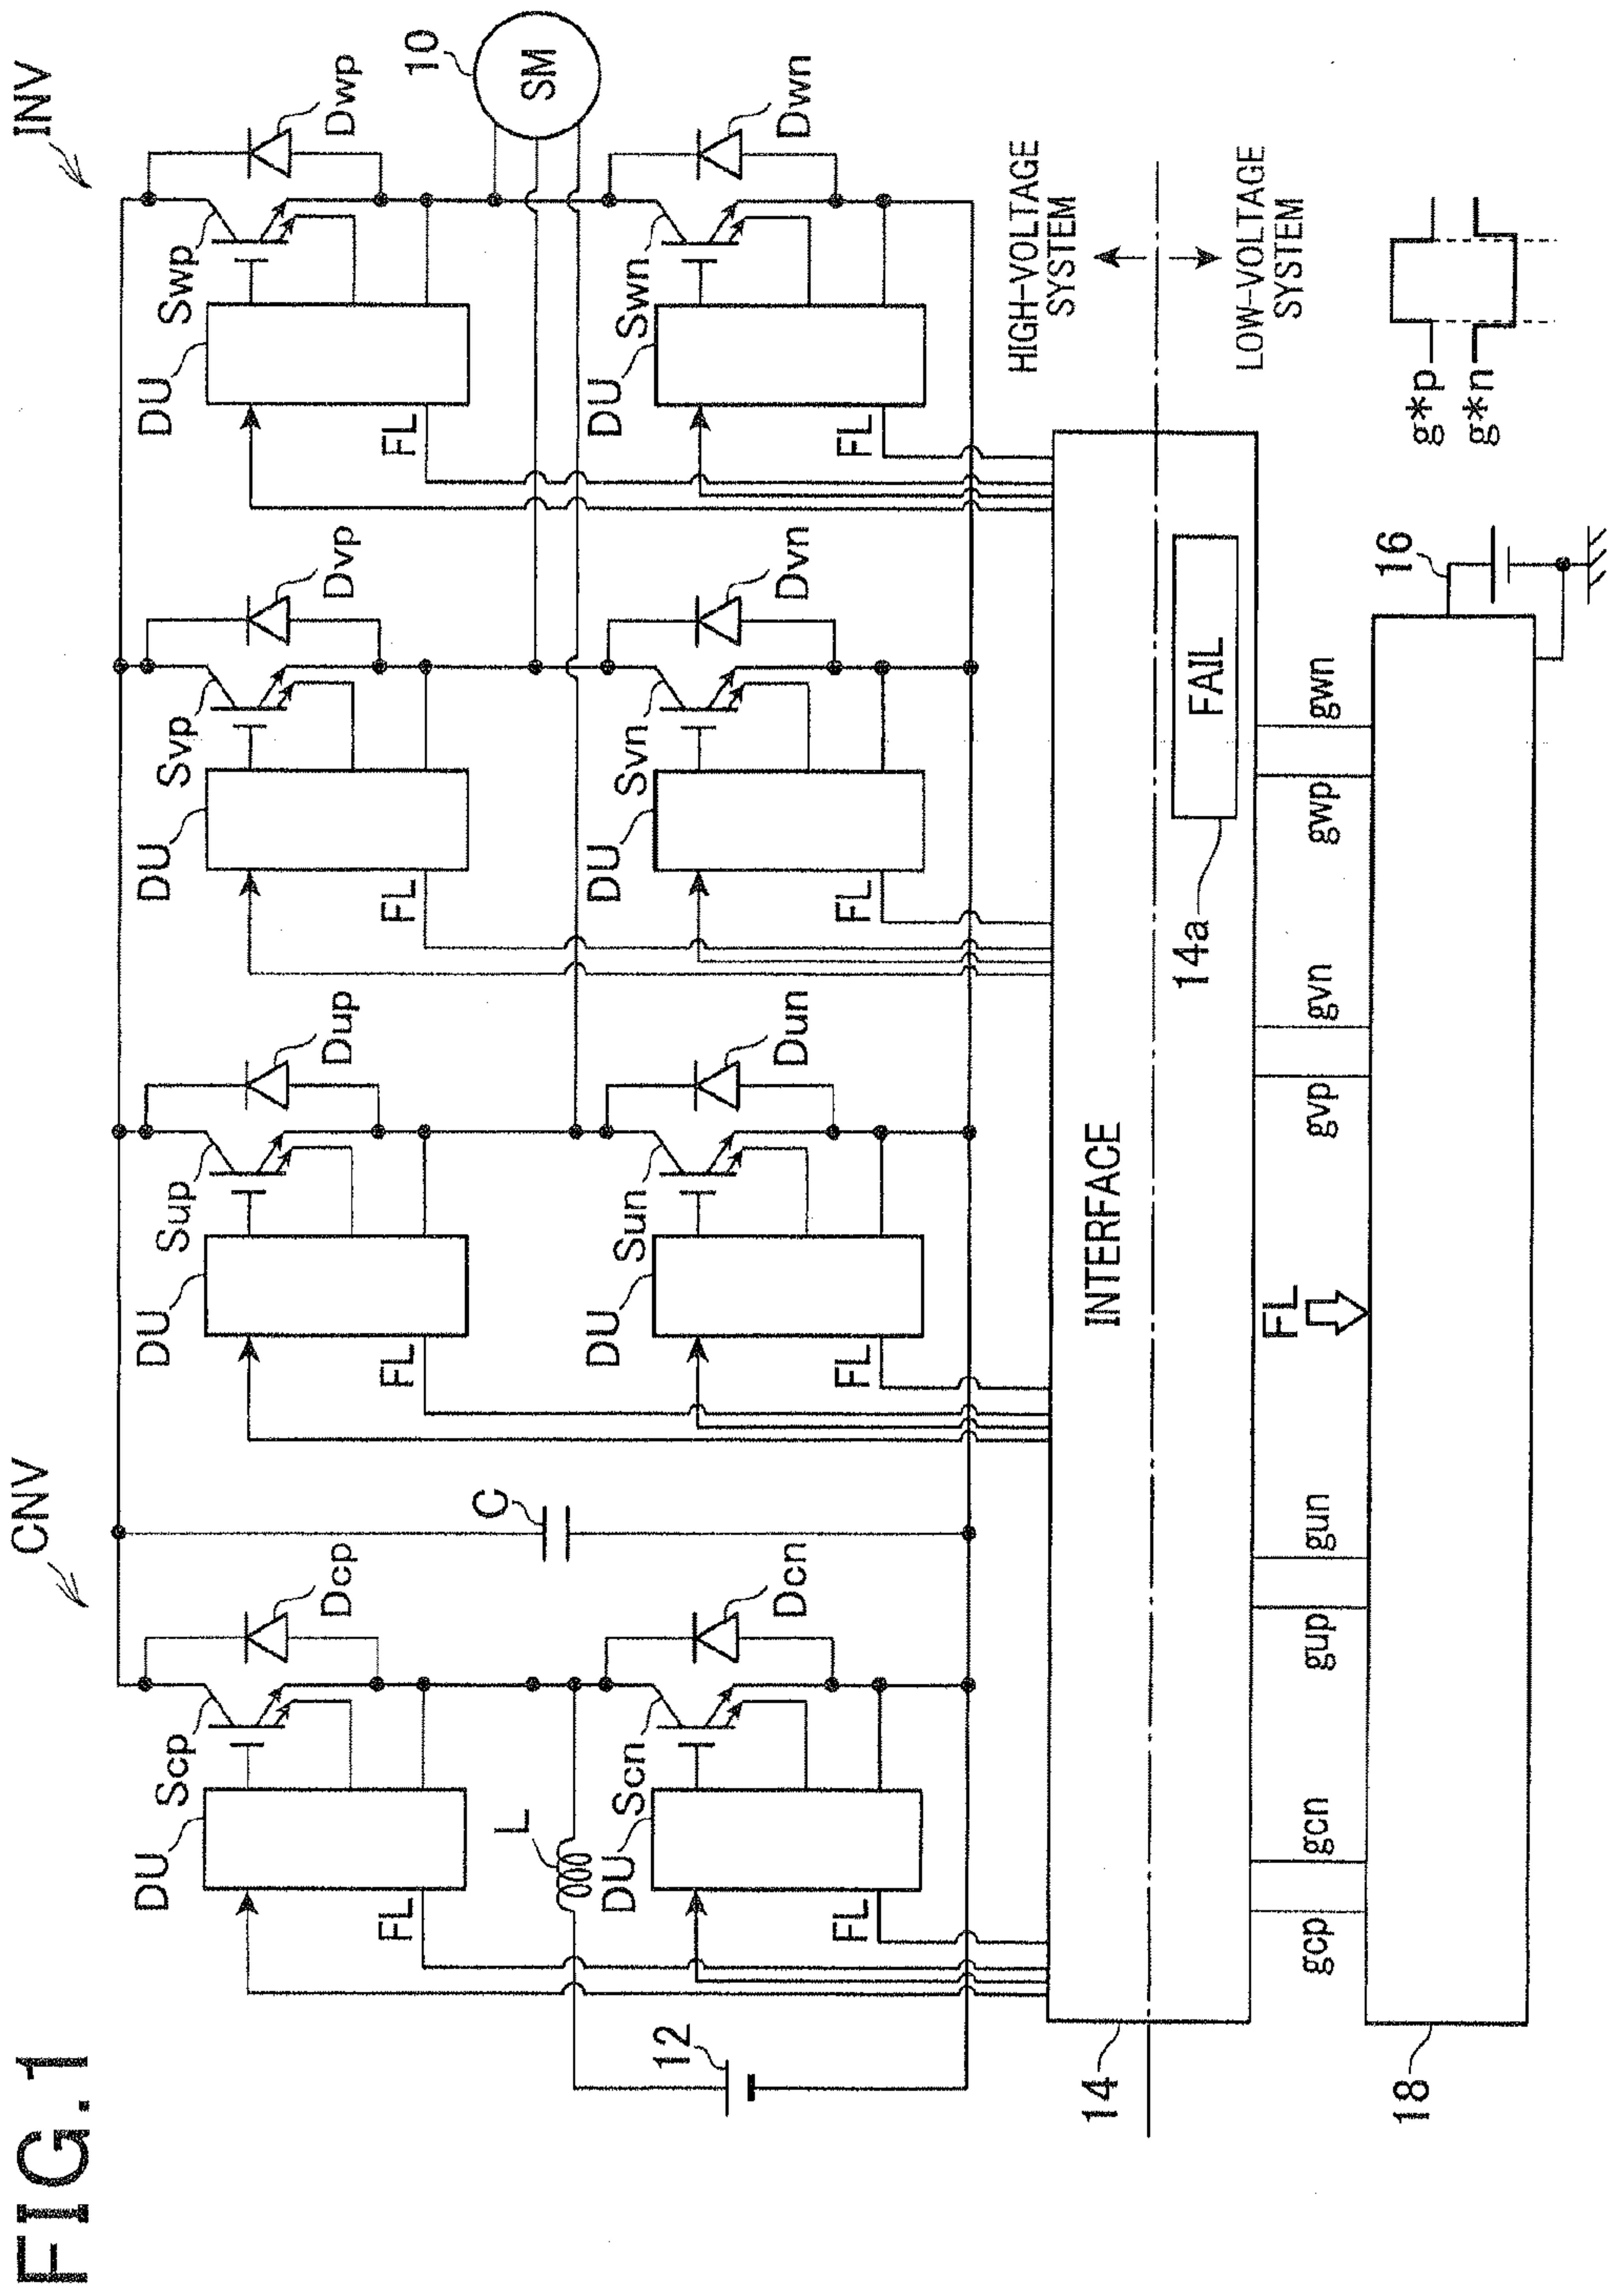 FIG.1
CNV
INV
DU
Scp
Dcp
DU
Sup
Dup
DU
Svp
Dvp
DU
Swp
Dwp
FL
FL
FL
FL
C
10
SM
L
12
DU
Scn
Dcn
DU
Sun
Dun
DU
Svn
Dvn
DU
Swn
Dwn
FL
FL
FL
FL
HIGH-VOLTAGE
SYSTEM
14
INTERFACE
14a
FAIL
LOW-VOLTAGE
SYSTEM
gcp
gcn
gup
gun
FL
gvp
gvn
gwp
gwn
16
18
g*p
g*n